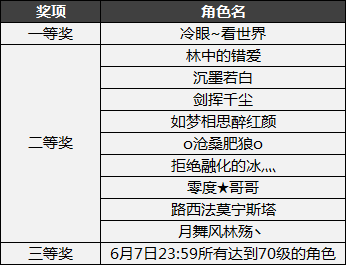 奖项 角色名
一等奖 冷眼~看世界
林中的错爱
沉墨若白
剑挥千尘
如梦相思醉红颜
二等奖 o沧桑肥狼o
拒绝融化的冰灬
零度★哥哥
路西法莫宁斯塔
月舞风林殇丶
三等奖 6月7日23:59所有达到70级的角色